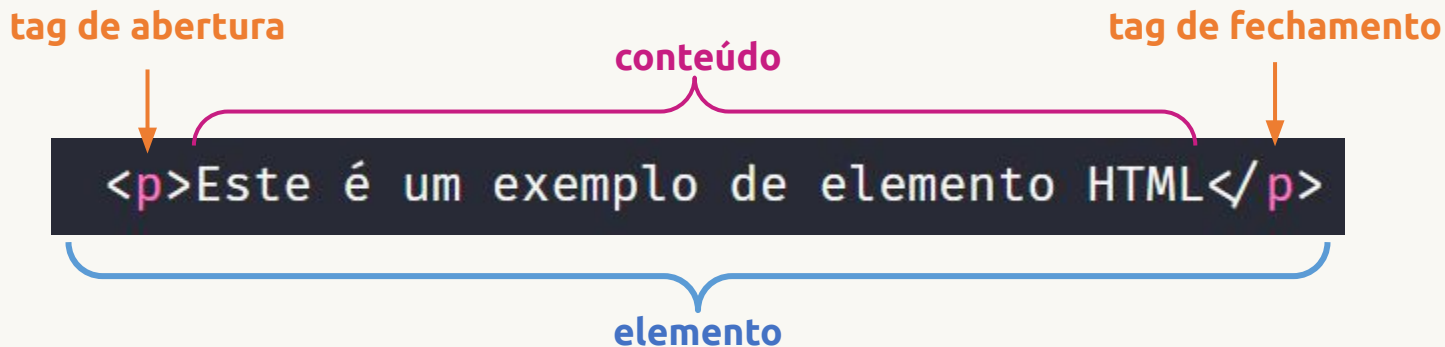 tag de abertura
tag de fechamento
conteúdo
<p>Este é um exemplo de elemento HTML</p>
elemento